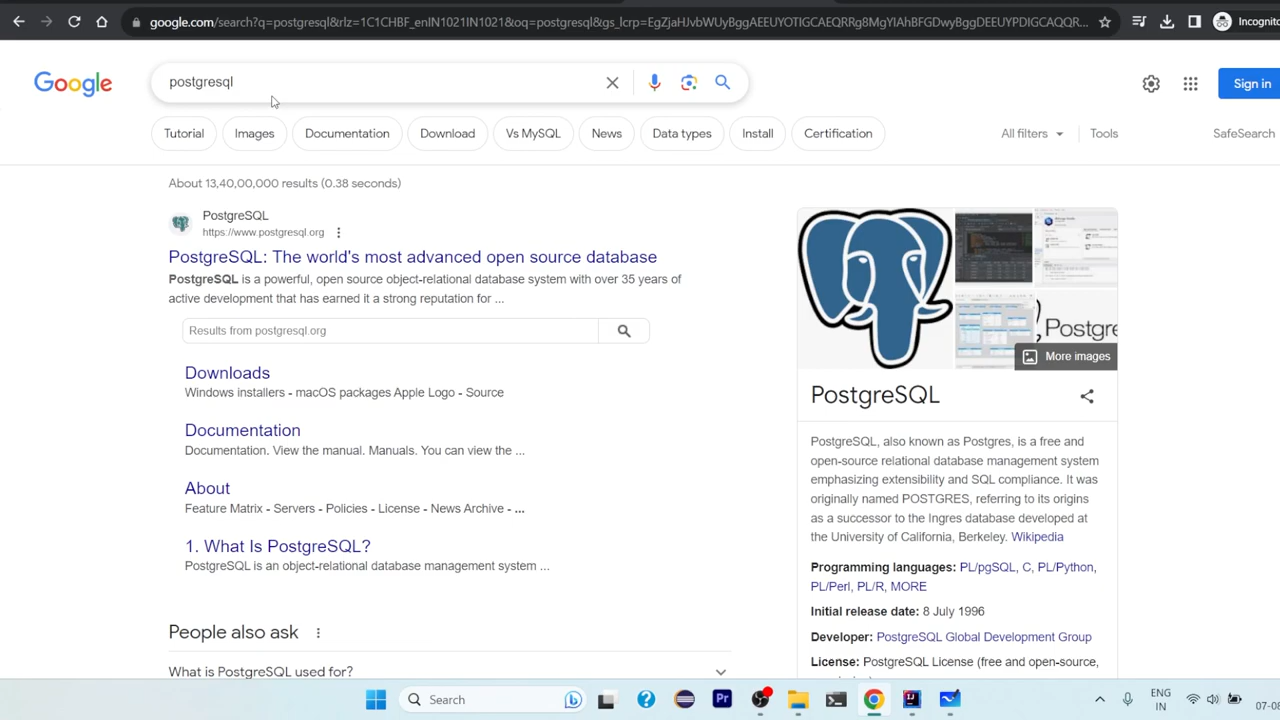 google.com/search?q=postgresql&rlz=1C1CHBF_enIN1021IN1021&oq=postgresql&gs_lcrp=EgZjaHJvbWUyBggAEEUYOTIGCAEQRRg8MgYIAhBFGDwyBggDEEUYPDIGCAQQR...
Incognito
Google
postgresql
Sign in
Tutorial
Images
Documentation
Download
Vs MySQL
News
Data types
Install
Certification
All filters
Tools
SafeSearch
About 13,40,00,000 results (0.38 seconds)
PostgreSQL
https://www.postgresql.org
PostgreSQL: The world's most advanced open source database
PostgreSQL is a powerful, open source object-relational database system with over 35 years of
active development that has earned it a strong reputation for ...
Results from postgresql.org
Downloads
Windows installers - macOS packages Apple Logo - Source
Documentation
Documentation. View the manual. Manuals. You can view the ...
About
Feature Matrix - Servers - Policies - License - News Archive - ...
1. What Is PostgreSQL?
PostgreSQL is an object-relational database management system ...
People also ask
What is PostgreSQL used for?
Postgre
More images
PostgreSQL
PostgreSQL, also known as Postgres, is a free and
open-source relational database management system
emphasizing extensibility and SQL compliance. It was
originally named POSTGRES, referring to its origins
as a successor to the Ingres database developed at
the University of California, Berkeley. Wikipedia
Programming languages: PL/pgSQL, C, PL/Python,
PL/Perl, PL/R, MORE
Initial release date: 8 July 1996
Developer: PostgreSQL Global Development Group
License: PostgreSQL License (free and open-source,
Search
Pr
ENG
IN
07-08